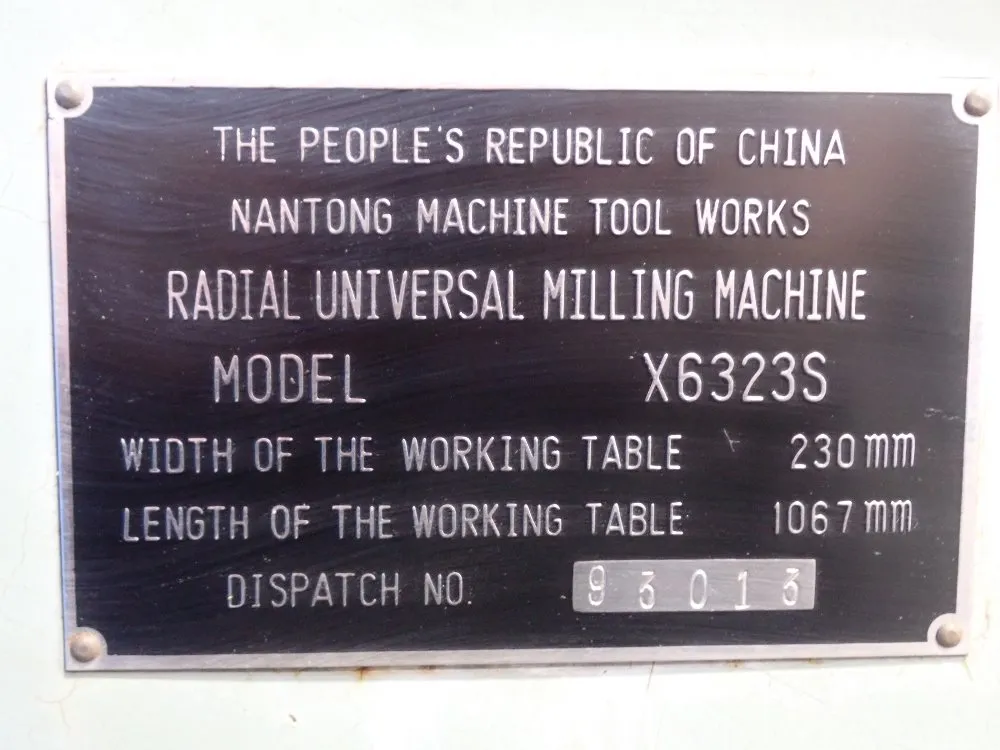 THE PEOPLE'S REPUBLIC OF CHINA
NANTONG MACHINE TOOL WORKS
RADIAL UNIVERSAL MILLING MACHINE
MODEL X6323S
WIDTH OF THE WORKING TABLE 230mm
LENGTH OF THE WORKING TABLE 1067mm
DISPATCH NO. 93013